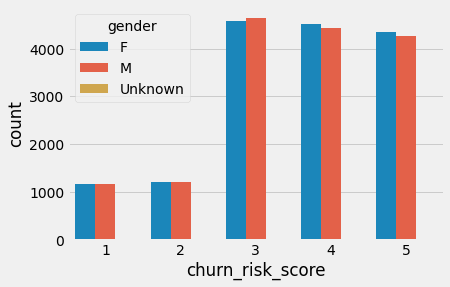 gender
F
M
Unknown
4000
3000
2000
1000
0
count
1 2 3 4 5
churn_risk_score